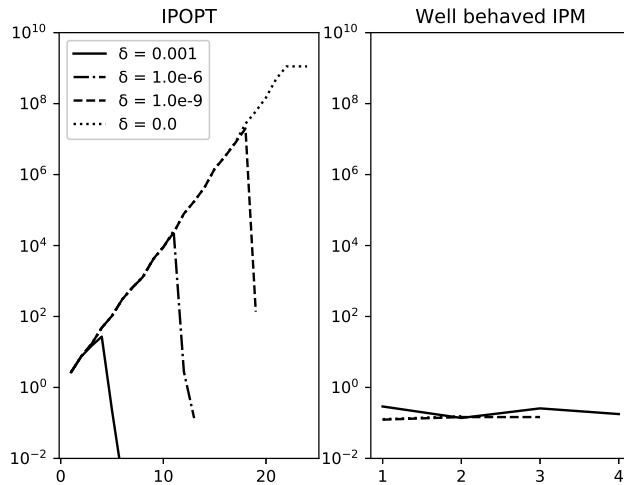 IPOPT
Well behaved IPM
10^10
10^8
10^6
10^4
10^2
10^0
10^−2
δ = 0.001
δ = 1.0e-6
δ = 1.0e-9
δ = 0.0
0 10 20
10^10
10^8
10^6
10^4
10^2
10^0
10^−2
1 2 3 4